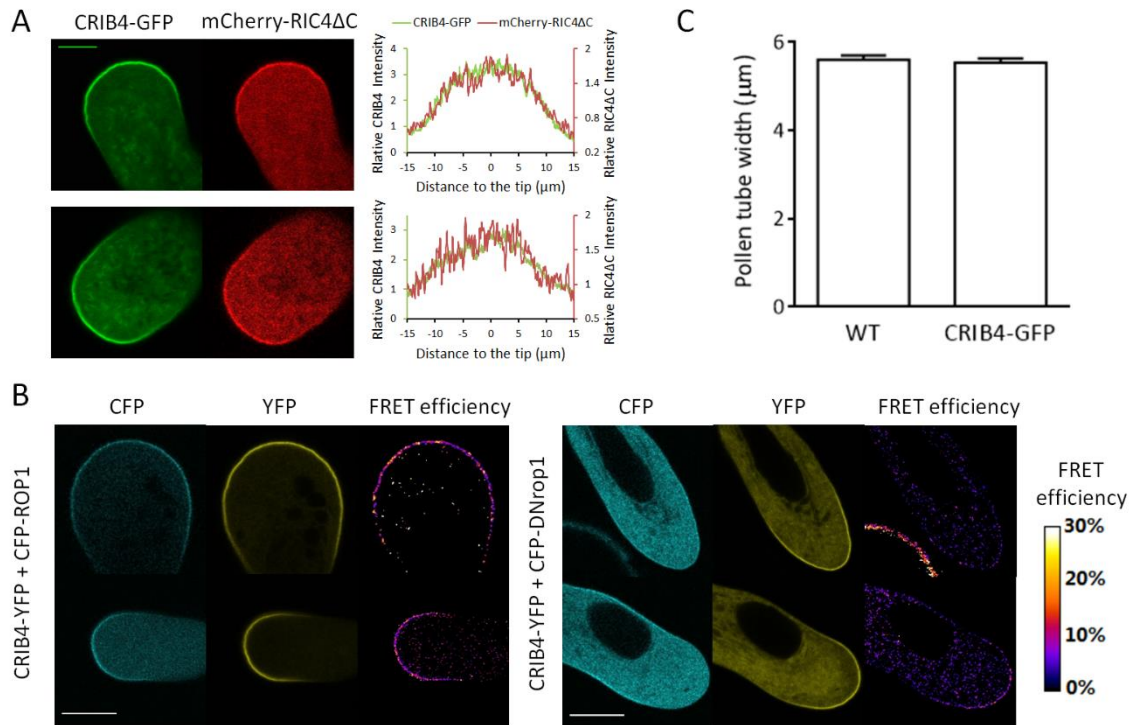 A
CRIB4-GFP mCherry-RIC4ΔC
CRIB4-GFP mCherry-RIC4ΔC
Rlative CRIB4 Intensity
4
3
2
1
0
2
1.8
1.4
1
0.6
0.2
Rlative RIC4ΔC Intensity
-15 -10 -5 0 5 10 15
Distance to the tip (μm)
Rlative CRIB4 Intensity
3
2
1
0
2
1.5
1
0.5
Rlative RIC4ΔC Intensity
-15 -10 -5 0 5 10 15
Distance to the tip (μm)
C
Pollen tube width (μm)
6
4
2
0
WT CRIB4-GFP
B
CFP YFP FRET efficiency
CRIB4-YFP + CFP-ROP1
CFP YFP FRET efficiency
CRIB4-YFP + CFP-DNrop1
FRET
efficiency
30%
20%
10%
0%